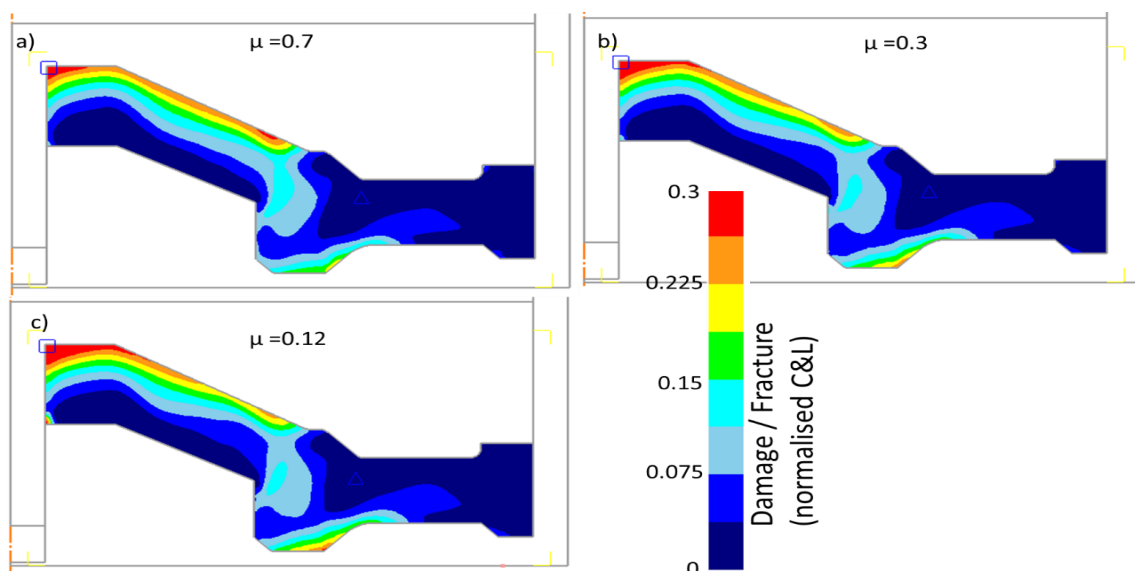 a)
μ =0.7
b)
μ =0.3
c)
μ =0.12
0.3
0.225
0.15
0.075
0
Damage / Fracture
(normalised C&L)